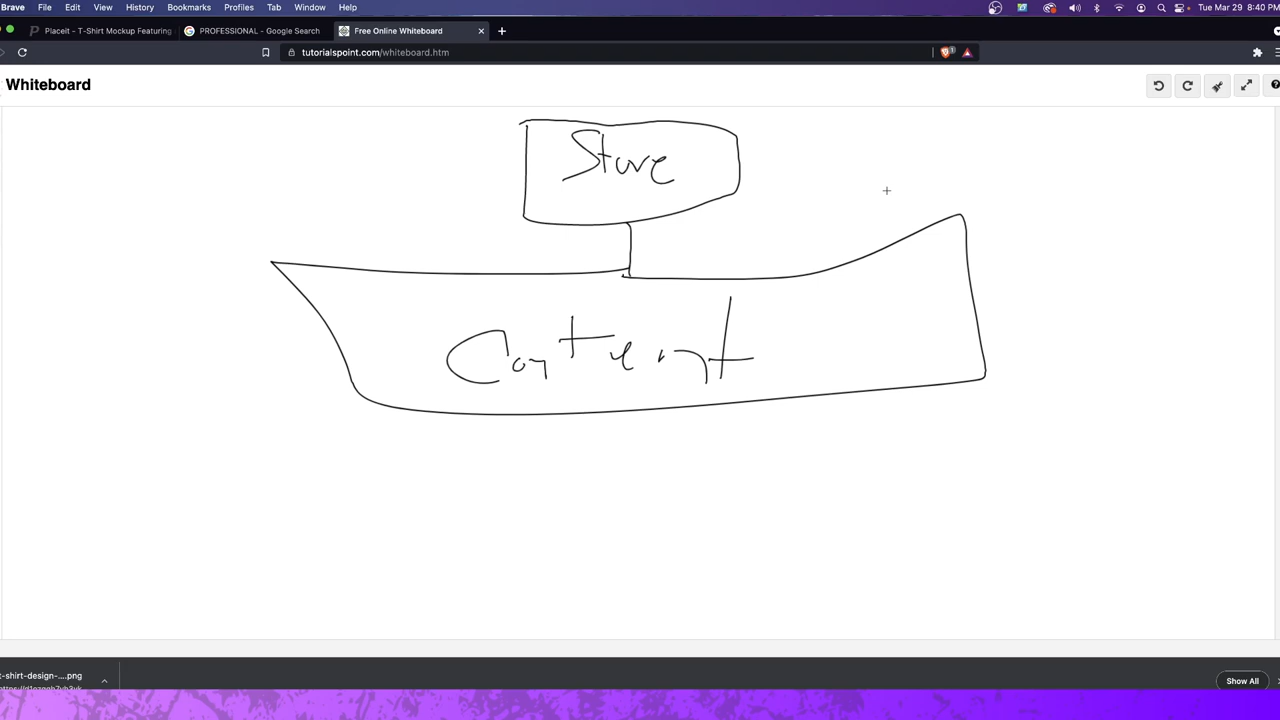 Brave File Edit View History Bookmarks Profiles Tab Window Help Tue Mar 29 8:40 PM
Placeit - T-Shirt Mockup Featuring PROFESSIONAL - Google Search Free Online Whiteboard
tutorialspoint.com/whiteboard.htm
Whiteboard
Store
Content
t-shirt-design-....png
Show All